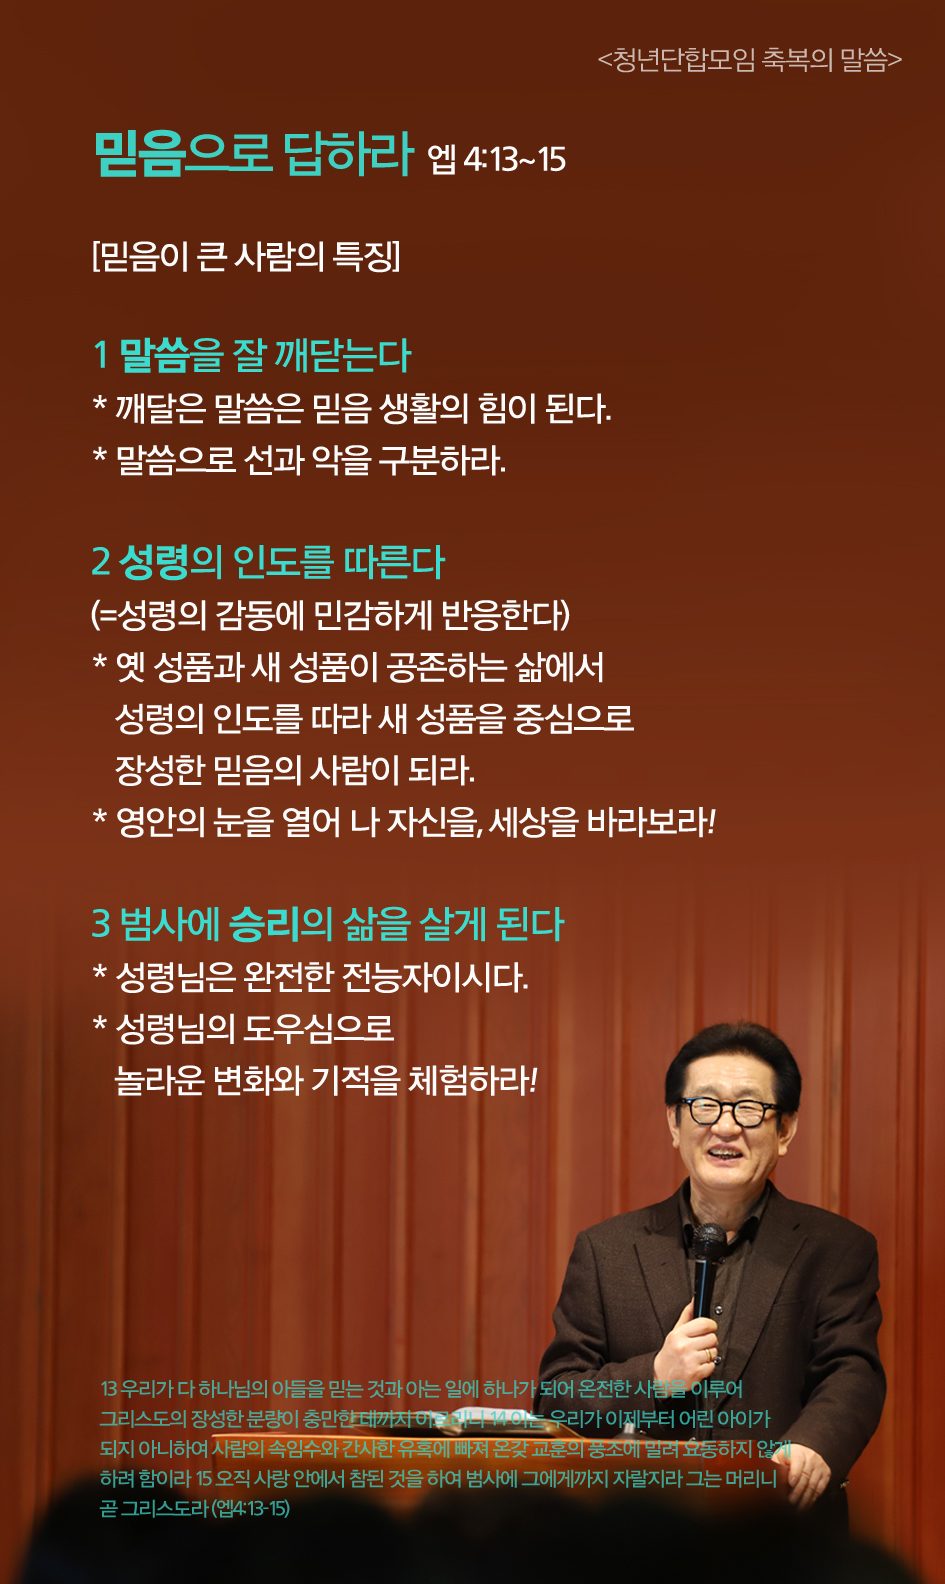 <청년단합모임 축복의 말씀>
믿음으로 답하라 엡 4:13~15
[믿음이 큰 사람의 특징]
1 말씀을 잘 깨닫는다
* 깨달은 말씀은 믿음 생활의 힘이 된다.
* 말씀으로 선과 악을 구분하라.
2 성령의 인도를 따른다
(=성령의 감동에 민감하게 반응한다)
* 옛 성품과 새 성품이 공존하는 삶에서
성령의 인도를 따라 새 성품을 중심으로
장성한 믿음의 사람이 되라.
* 영안의 눈을 열어 나 자신을, 세상을 바라보라!
3 범사에 승리의 삶을 살게 된다
* 성령님은 완전한 전능자이시다.
* 성령님의 도우심으로
놀라운 변화와 기적을 체험하라!
13 우리가 다 하나님의 아들을 믿는 것과 아는 일에 하나가 되어 온전한 사람을 이루어
그리스도의 장성한 분량이 충만한 데까지 이르리니 14 이는 우리가 이제부터 어린 아이가
되지 아니하여 사람의 속임수와 간사한 유혹에 빠져 온갖 교훈의 풍조에 밀려 요동하지 않게
하려 함이라 15 오직 사랑 안에서 참된 것을 하여 범사에 그에게까지 자랄지라 그는 머리니
곧 그리스도라 (엡4:13-15)